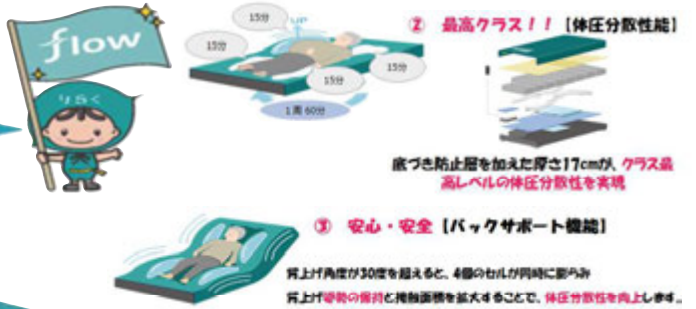 flow
りらく
15分
UP
15分
15分
15分
1周 60分
② 最高クラス!!【体圧分散性能】
底づき防止層を加えた厚さ17cmが、クラス最
高レベルの体圧分散性を実現
③ 安心・安全【バックサポート機能】
背上げ角度が30度を超えると、4個のセルが同時に膨らみ
背上げ姿勢の保持と接触面積を拡大することで、体圧分散性を向上します。